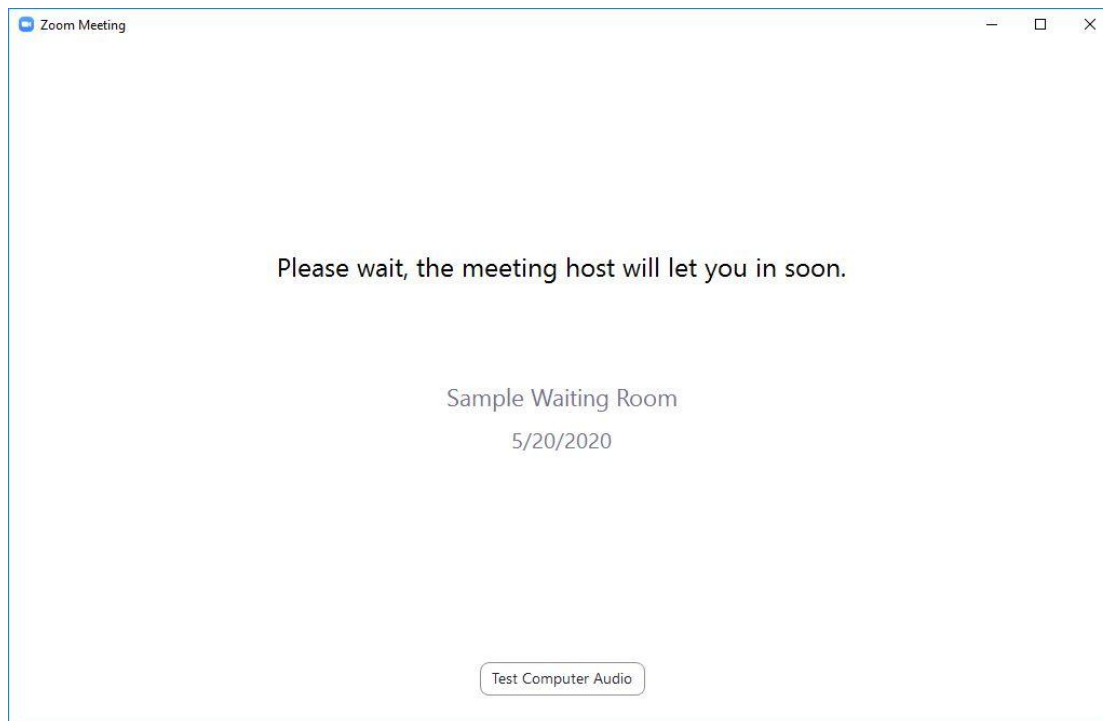 Zoom Meeting
Please wait, the meeting host will let you in soon.
Sample Waiting Room
5/20/2020
Test Computer Audio